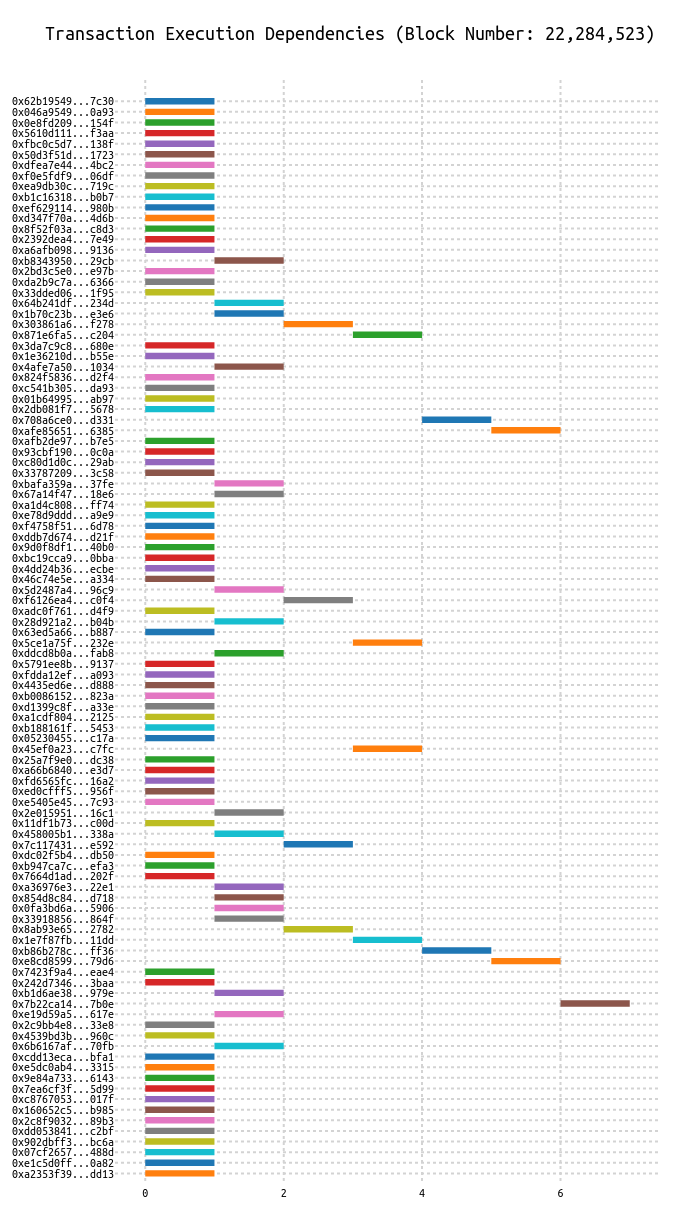 Transaction Execution Dependencies (Block Number: 22,284,523)
0x62b19549...7c30
0x046a9549...0a93
0x0e8fd209...154f
0x5610d111...f3aa
0xfbc0c5d7...138f
0x50d3f51d...1723
0xdfea7e44...4bc2
0xf0e5fdf9...06df
0xea9db30c...719c
0xb1c16318...b0b7
0xef629114...980b
0xd347f70a...4d6b
0x8f52f03a...c8d3
0x2392dea4...7e49
0xa6afb098...9136
0xb8343950...29cb
0x2bd3c5e0...e97b
0xda2b9c7a...6366
0x33dded06...1f95
0x64b241df...234d
0x1b70c23b...e3e6
0x303861a6...f278
0x871e6fa5...c204
0x3da7c9c8...680e
0x1e36210d...b55e
0x4afe7a50...1034
0x824f5836...d2f4
0xc541b305...da93
0x01b64995...ab97
0x2db081f7...5678
0x708a6ce0...d331
0xafe85651...6385
0xafb2de97...b7e5
0x93cbf190...0c0a
0xc80d1d0c...29ab
0x33787209...3c58
0xbafa359a...37fe
0x67a14f47...18e6
0xa1d4c808...ff74
0xe78d9ddd...a9e9
0xf4758f51...6d78
0xddb7d674...d21f
0x9d0f8df1...40b0
0xbc19cca9...0bba
0x4dd24b36...ecbe
0x46c74e5e...a334
0x5d2487a4...96c9
0xf6126ea4...c0f4
0xadc0f761...d4f9
0x28d921a2...b04b
0x63ed5a66...b887
0x5ce1a75f...232e
0xddcd8b0a...fab8
0x5791ee8b...9137
0xfdda12ef...a093
0x4435ed6e...d888
0xb0086152...823a
0xd1399c8f...a33e
0xa1cdf804...2125
0xb188161f...5453
0x05230455...c17a
0x45ef0a23...c7fc
0x25a7f9e0...dc38
0xa66b6840...e3d7
0xfd6565fc...16a2
0xed0cfff5...956f
0xe5405e45...7c93
0x2e015951...16c1
0x11df1b73...c00d
0x458005b1...338a
0x7c117431...e592
0xdc02f5b4...db50
0xb947ca7c...efa3
0x7664d1ad...202f
0xa36976e3...22e1
0x854d8c84...d718
0x0fa3bd6a...5906
0x33918856...864f
0x8ab93e65...2782
0x1e7f87fb...11dd
0xb86b278c...ff36
0xe8cd8599...79d6
0x7423f9a4...eae4
0x242d7346...3baa
0xb1d6ae38...979e
0x7b22ca14...7b0e
0xe19d59a5...617e
0x2c9bb4e8...33e8
0x4539bd3b...960c
0x6b6167af...70fb
0xcdd13eca...bfa1
0xe5dc0ab4...3315
0x9e84a733...6143
0x7ea6cf3f...5d99
0xc8767053...017f
0x160652c5...b985
0x2c8f9032...89b3
0xdd053841...c2bf
0x902dbff3...bc6a
0x07cf2657...488d
0xe1c5d0ff...0a82
0xa2353f39...dd13
0 2 4 6